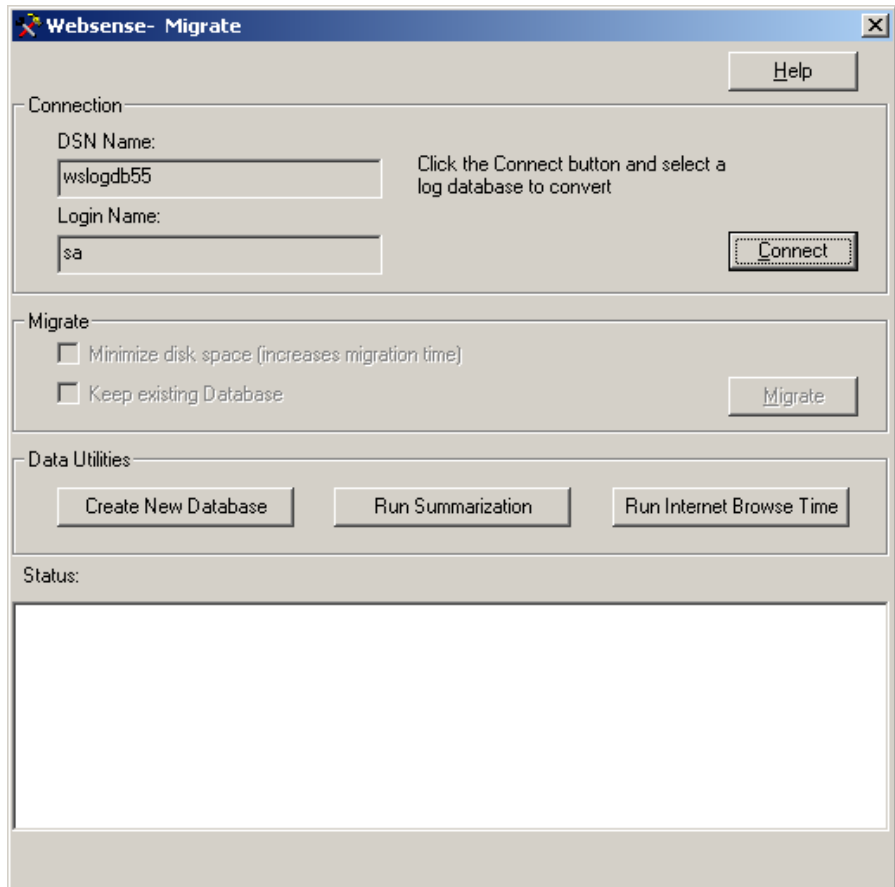 Websense- Migrate
Help
Connection
DSN Name:
wslogdb55
Click the Connect button and select a
log database to convert
Login Name:
sa
Connect
Migrate
Minimize disk space (increases migration time)
Keep existing Database
Migrate
Data Utilities
Create New Database
Run Summarization
Run Internet Browse Time
Status: